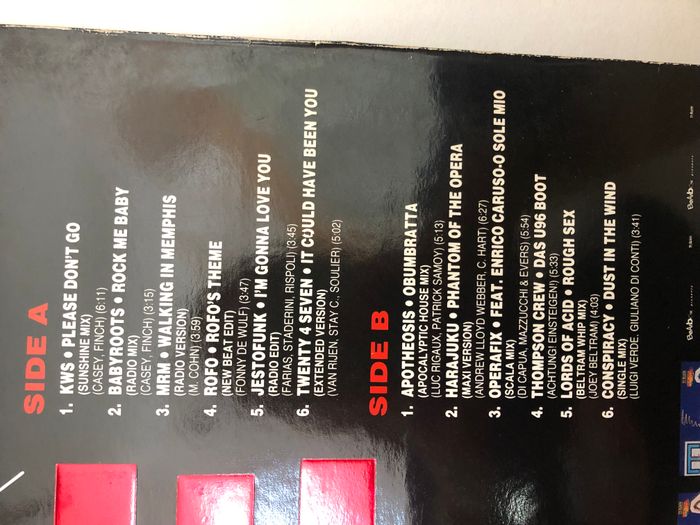 SIDE A
1. KWS • PLEASE DON'T GO
(SUNSHINE MIX)
(CASEY, FINCH) (6:11)
2. BABYROOTS • ROCK ME BABY
(RADIO MIX)
(CASEY, FINCH) (3:15)
3. MRM • WALKING IN MEMPHIS
(RADIO VERSION)
(M. COHN) (3:59)
4. ROFO • ROFO'S THEME
(NEW BEAT EDIT)
(FONNY DE WULF) (3:47)
5. JESTOFUNK • I'M GONNA LOVE YOU
(RADIO EDIT)
(FARIAS, STADERINI, RISPOLI) (3:45)
6. TWENTY 4 SEVEN • IT COULD HAVE BEEN YOU
(EXTENDED VERSION)
(VAN RIJEN, STAY C., SOULIER) (5:02)
SIDE B
1. APOTHEOSIS • OBUMBRATTA
(APOCALYPTIC HOUSE MIX)
(LUC RIGAUX, PATRICK SAMOY) (5:13)
2. HARAJUKU • PHANTOM OF THE OPERA
(MAXI VERSION)
(ANDREW LLOYD WEBBER, C. HART) (6:27)
3. OPERAFIX • FEAT. ENRICO CARUSO-O SOLE MIO
(SCALA MIX)
(DI CAPUA, MAZZUCCHI & EVERS) (5:54)
4. THOMPSON CREW • DAS U96 BOOT
(ACHTUNG! EINSTEIGEN!) (5:33)
5. LORDS OF ACID • ROUGH SEX
(BELTRAM WHIP MIX)
(JOEY BELTRAM) (4:03)
6. CONSPIRACY • DUST IN THE WIND
(SINGLE MIX)
(LUIGI VERDE, GIULIANO DI CONTI) (3:41)